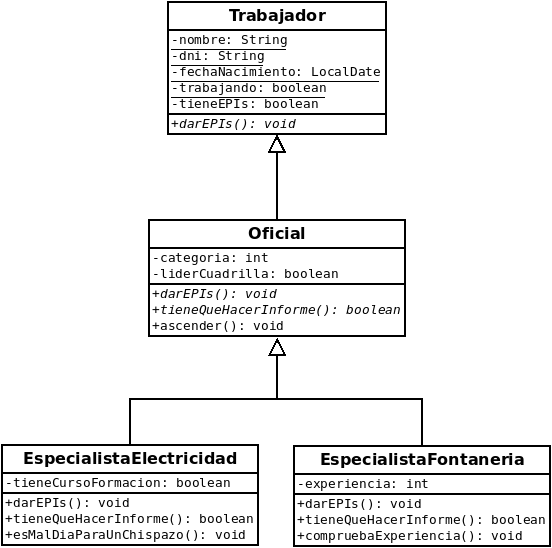 Trabajador
-nombre: String
-dni: String
-fechaNacimiento: LocalDate
-trabajando: boolean
-tieneEPIs: boolean
+darEPIs(): void
Oficial
-categoria: int
-liderCuadrilla: boolean
+darEPIs(): void
+tieneQueHacerInforme(): boolean
+ascender(): void
EspecialistaElectricidad
-tieneCursoFormacion: boolean
+darEPIs(): void
+tieneQueHacerInforme(): boolean
+esMalDiaParaUnChispazo(): void
EspecialistaFontaneria
-experiencia: int
+darEPIs(): void
+tieneQueHacerInforme(): boolean
+compruebaExperiencia(): void